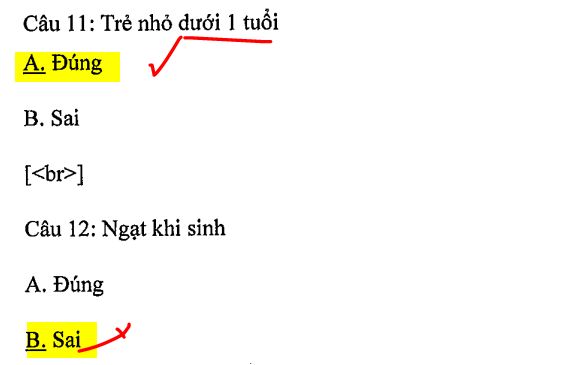 Câu 11: Trẻ nhỏ dưới 1 tuổi
A. Đúng
B. Sai
[<br>]
Câu 12: Ngạt khi sinh
A. Đúng
B. Sai